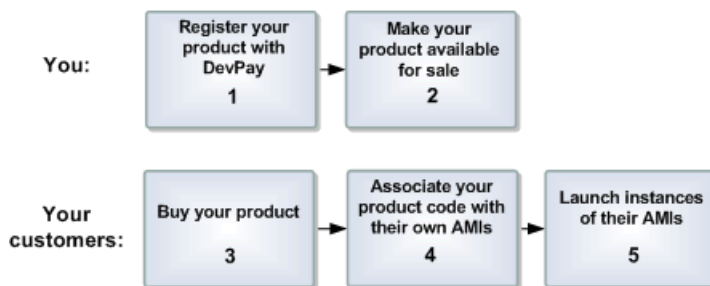 You:
Register your
product with
DevPay
1
Make your
product available
for sale
2
Your
customers:
Buy your product
3
Associate your
product code with
their own AMIs
4
Launch instances
of their AMIs
5